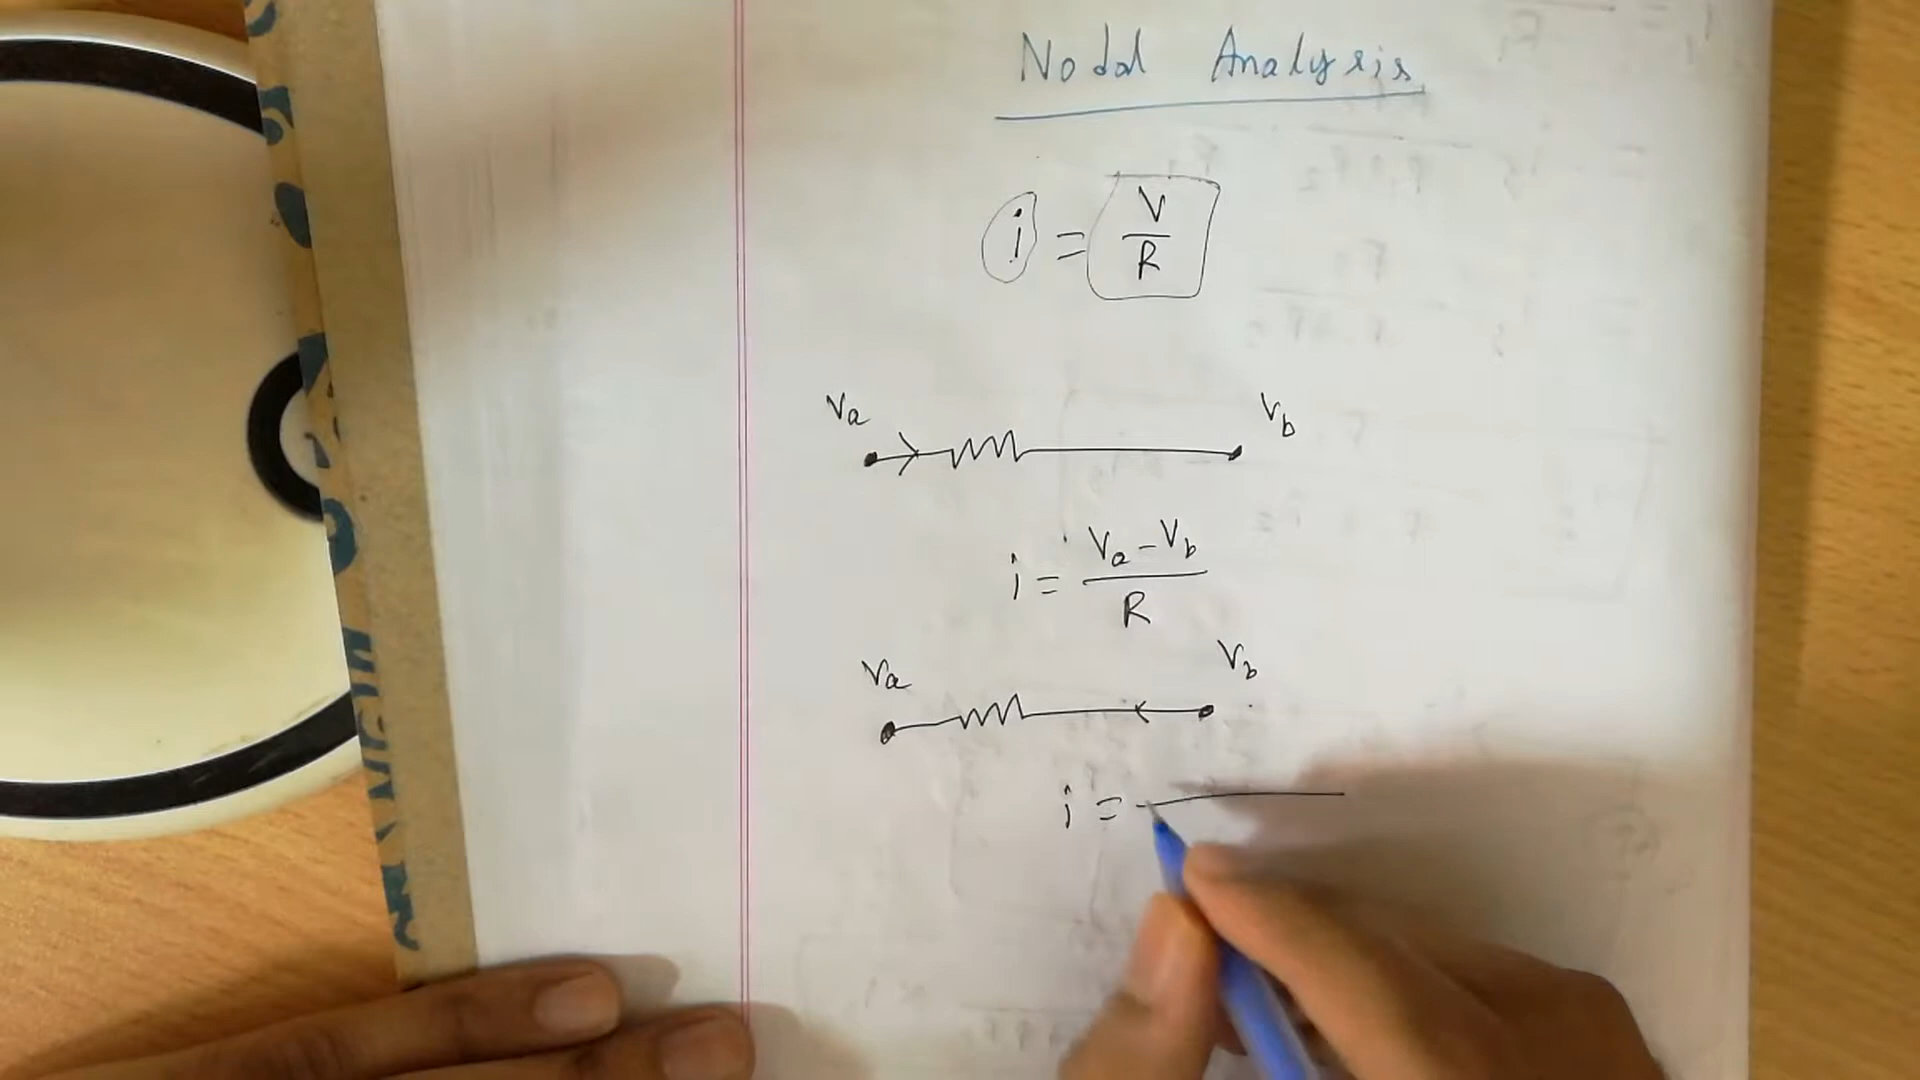 Nodal Analysis
i = V
R
Va Vb
i = Va - Vb
R
Va Vb
i =